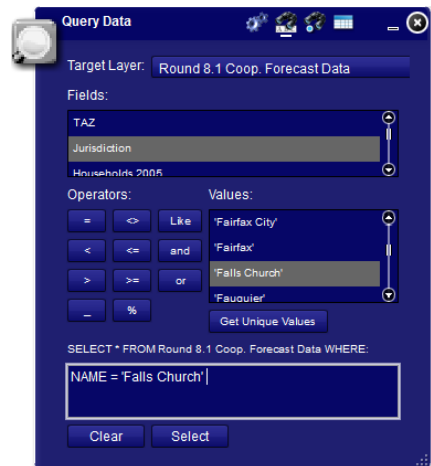 Query Data
Target Layer: Round 8.1 Coop. Forecast Data
Fields:
TAZ
Jurisdiction
Households 2005
Operators: Values:
= <> Like 'Fairfax City'
< <= and 'Fairfax'
> >= or 'Falls Church'
_ % 'Fauquier'
Get Unique Values
SELECT * FROM Round 8.1 Coop. Forecast Data WHERE:
NAME = 'Falls Church'
Clear Select